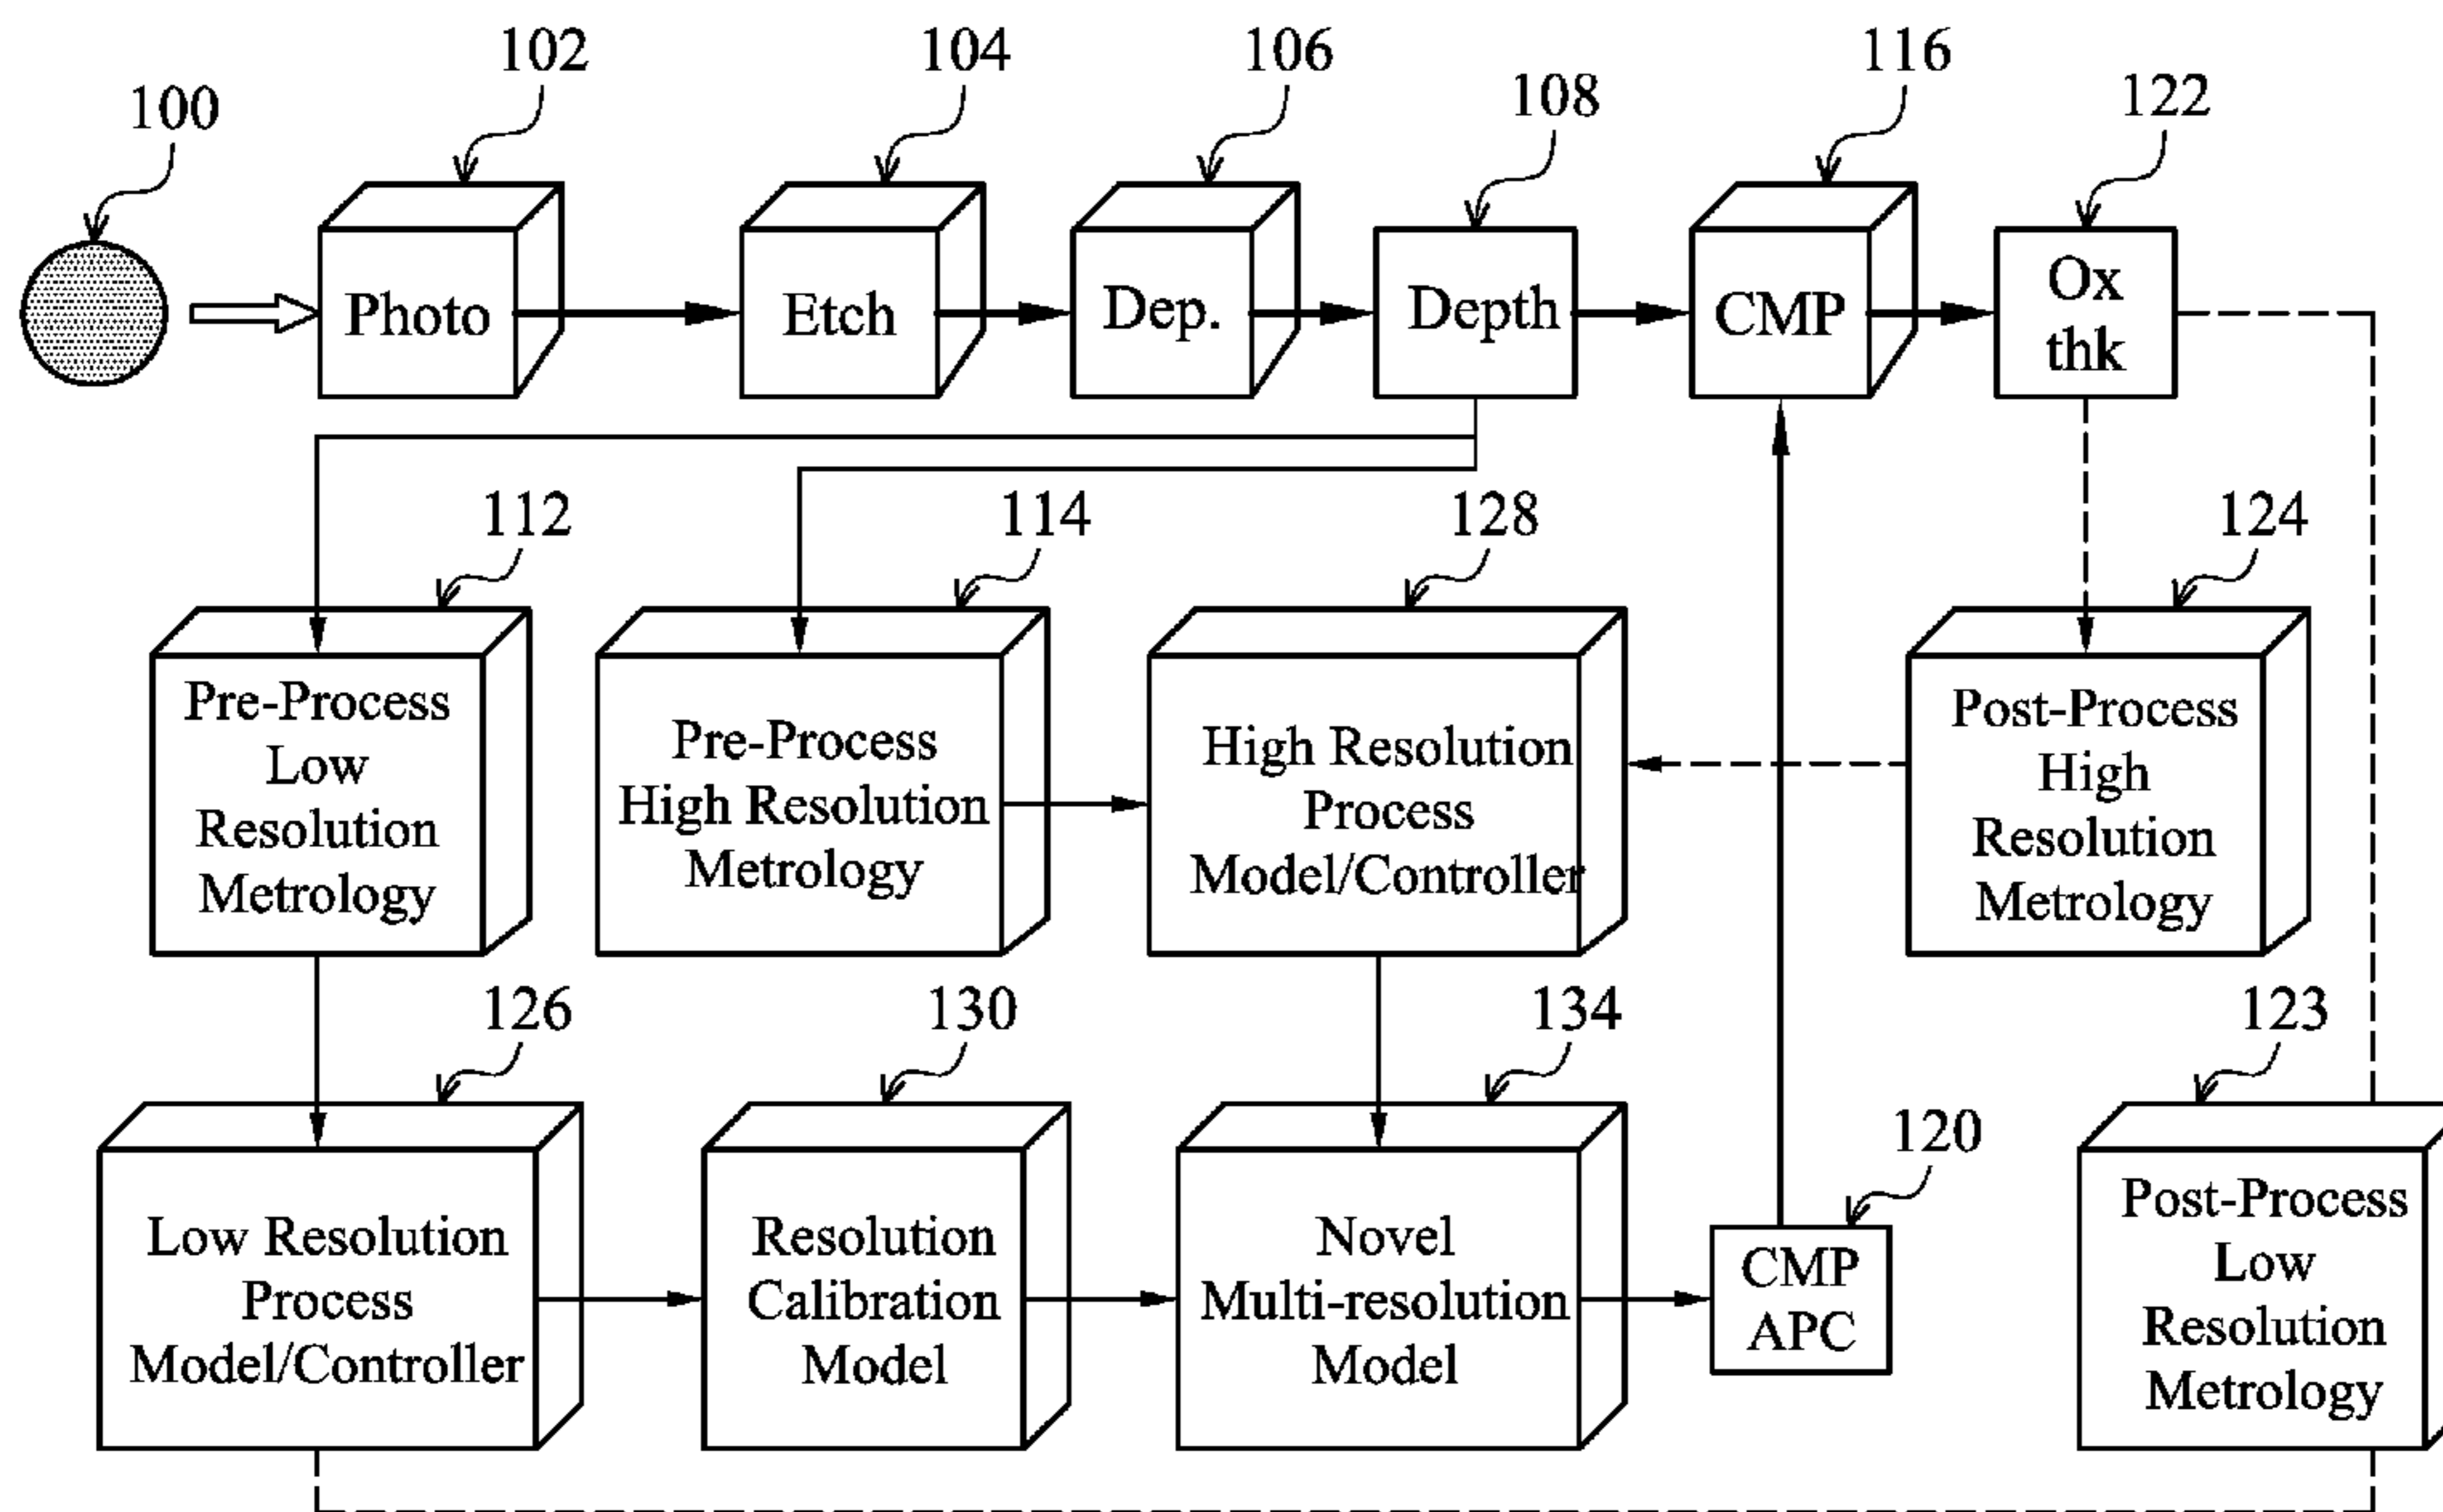 102
104
106
116
100
108
122
Photo
Etch
Dep.
Depth
CMP
Ox
thk
112
114
128
124
Pre-Process
Low
Resolution
Metrology
Pre-Process
High Resolution
Metrology
High Resolution
Process
Model/Controller
Post-Process
High
Resolution
Metrology
126
130
134
123
120
Low Resolution
Process
Model/Controller
Resolution
Calibration
Model
Novel
Multi-resolution
Model
CMP
APC
Post-Process
Low
Resolution
Metrology